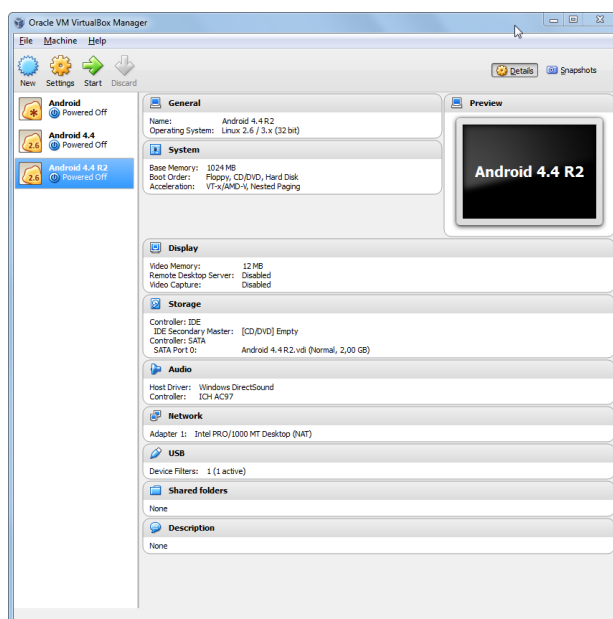 Oracle VM VirtualBox Manager
File Machine Help
New Settings Start Discard
Details Snapshots
Android
Powered Off
2.6
Android 4.4
Powered Off
2.6
Android 4.4 R2
Powered Off
General
Name: Android 4.4 R2
Operating System: Linux 2.6 / 3.x (32 bit)
System
Base Memory: 1024 MB
Boot Order: Floppy, CD/DVD, Hard Disk
Acceleration: VT-x/AMD-V, Nested Paging
Preview
Android 4.4 R2
Display
Video Memory: 12 MB
Remote Desktop Server: Disabled
Video Capture: Disabled
Storage
Controller: IDE
IDE Secondary Master: [CD/DVD] Empty
Controller: SATA
SATA Port 0: Android 4.4 R2.vdi (Normal, 2,00 GB)
Audio
Host Driver: Windows DirectSound
Controller: ICH AC97
Network
Adapter 1: Intel PRO/1000 MT Desktop (NAT)
USB
Device Filters: 1 (1 active)
Shared folders
None
Description
None